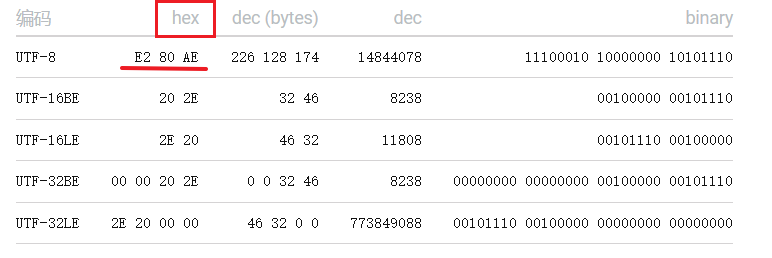 编码 hex dec (bytes) dec binary
UTF-8 E2 80 AE 226 128 174 14844078 11100010 10000000 10101110
UTF-16BE 20 2E 32 46 8238 00100000 00101110
UTF-16LE 2E 20 46 32 11808 00101110 00100000
UTF-32BE 00 00 20 2E 0 0 32 46 8238 00000000 00000000 00100000 00101110
UTF-32LE 2E 20 00 00 46 32 0 0 773849088 00101110 00100000 00000000 00000000